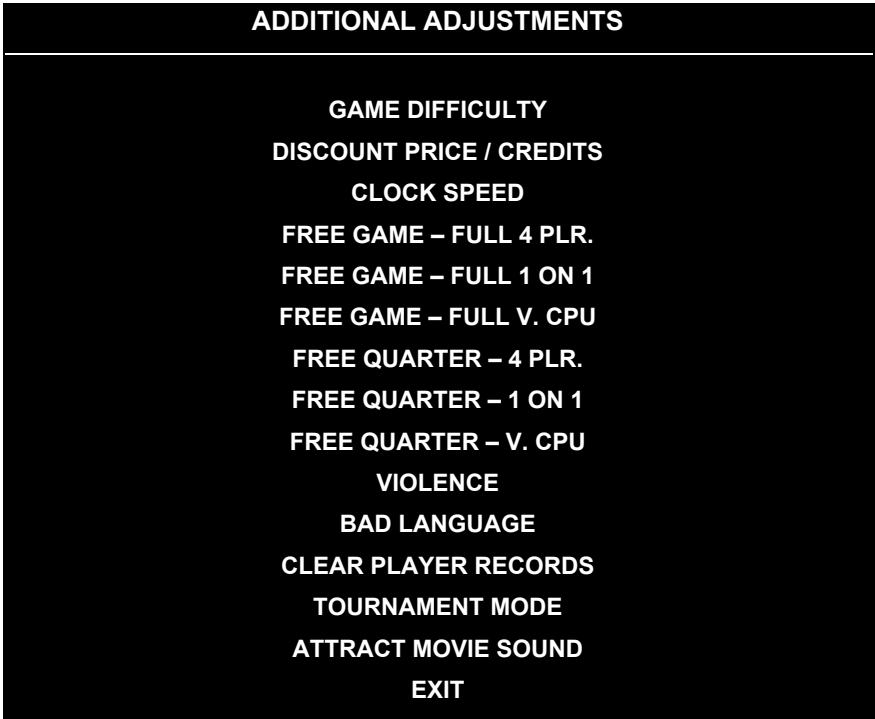 ADDITIONAL ADJUSTMENTS
GAME DIFFICULTY
DISCOUNT PRICE / CREDITS
CLOCK SPEED
FREE GAME – FULL 4 PLR.
FREE GAME – FULL 1 ON 1
FREE GAME – FULL V. CPU
FREE QUARTER – 4 PLR.
FREE QUARTER – 1 ON 1
FREE QUARTER – V. CPU
VIOLENCE
BAD LANGUAGE
CLEAR PLAYER RECORDS
TOURNAMENT MODE
ATTRACT MOVIE SOUND
EXIT